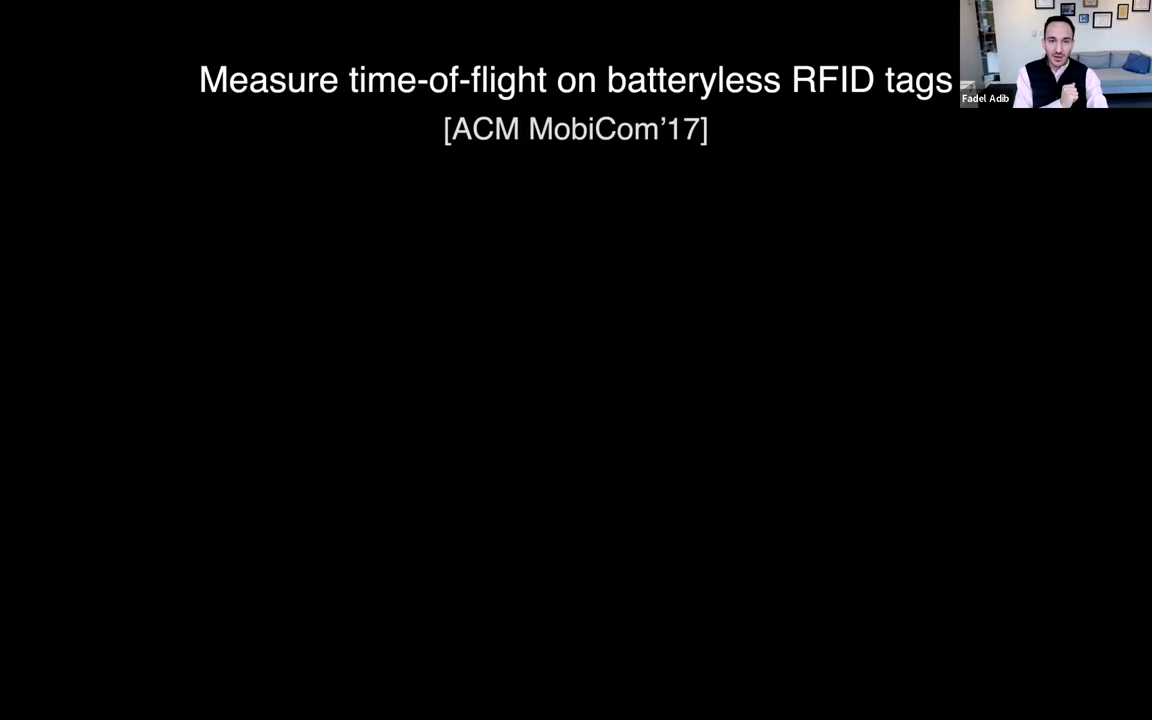 Measure time-of-flight on batteryless RFID tags
[ACM MobiCom’17]
Fadel Adib